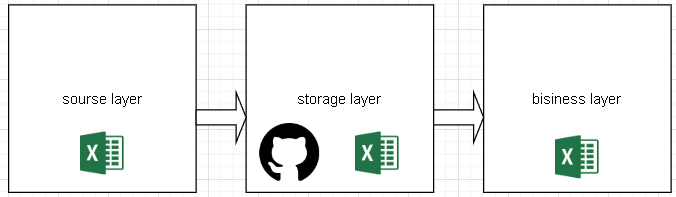 sourse layer
storage layer
bisiness layer
X
X
X